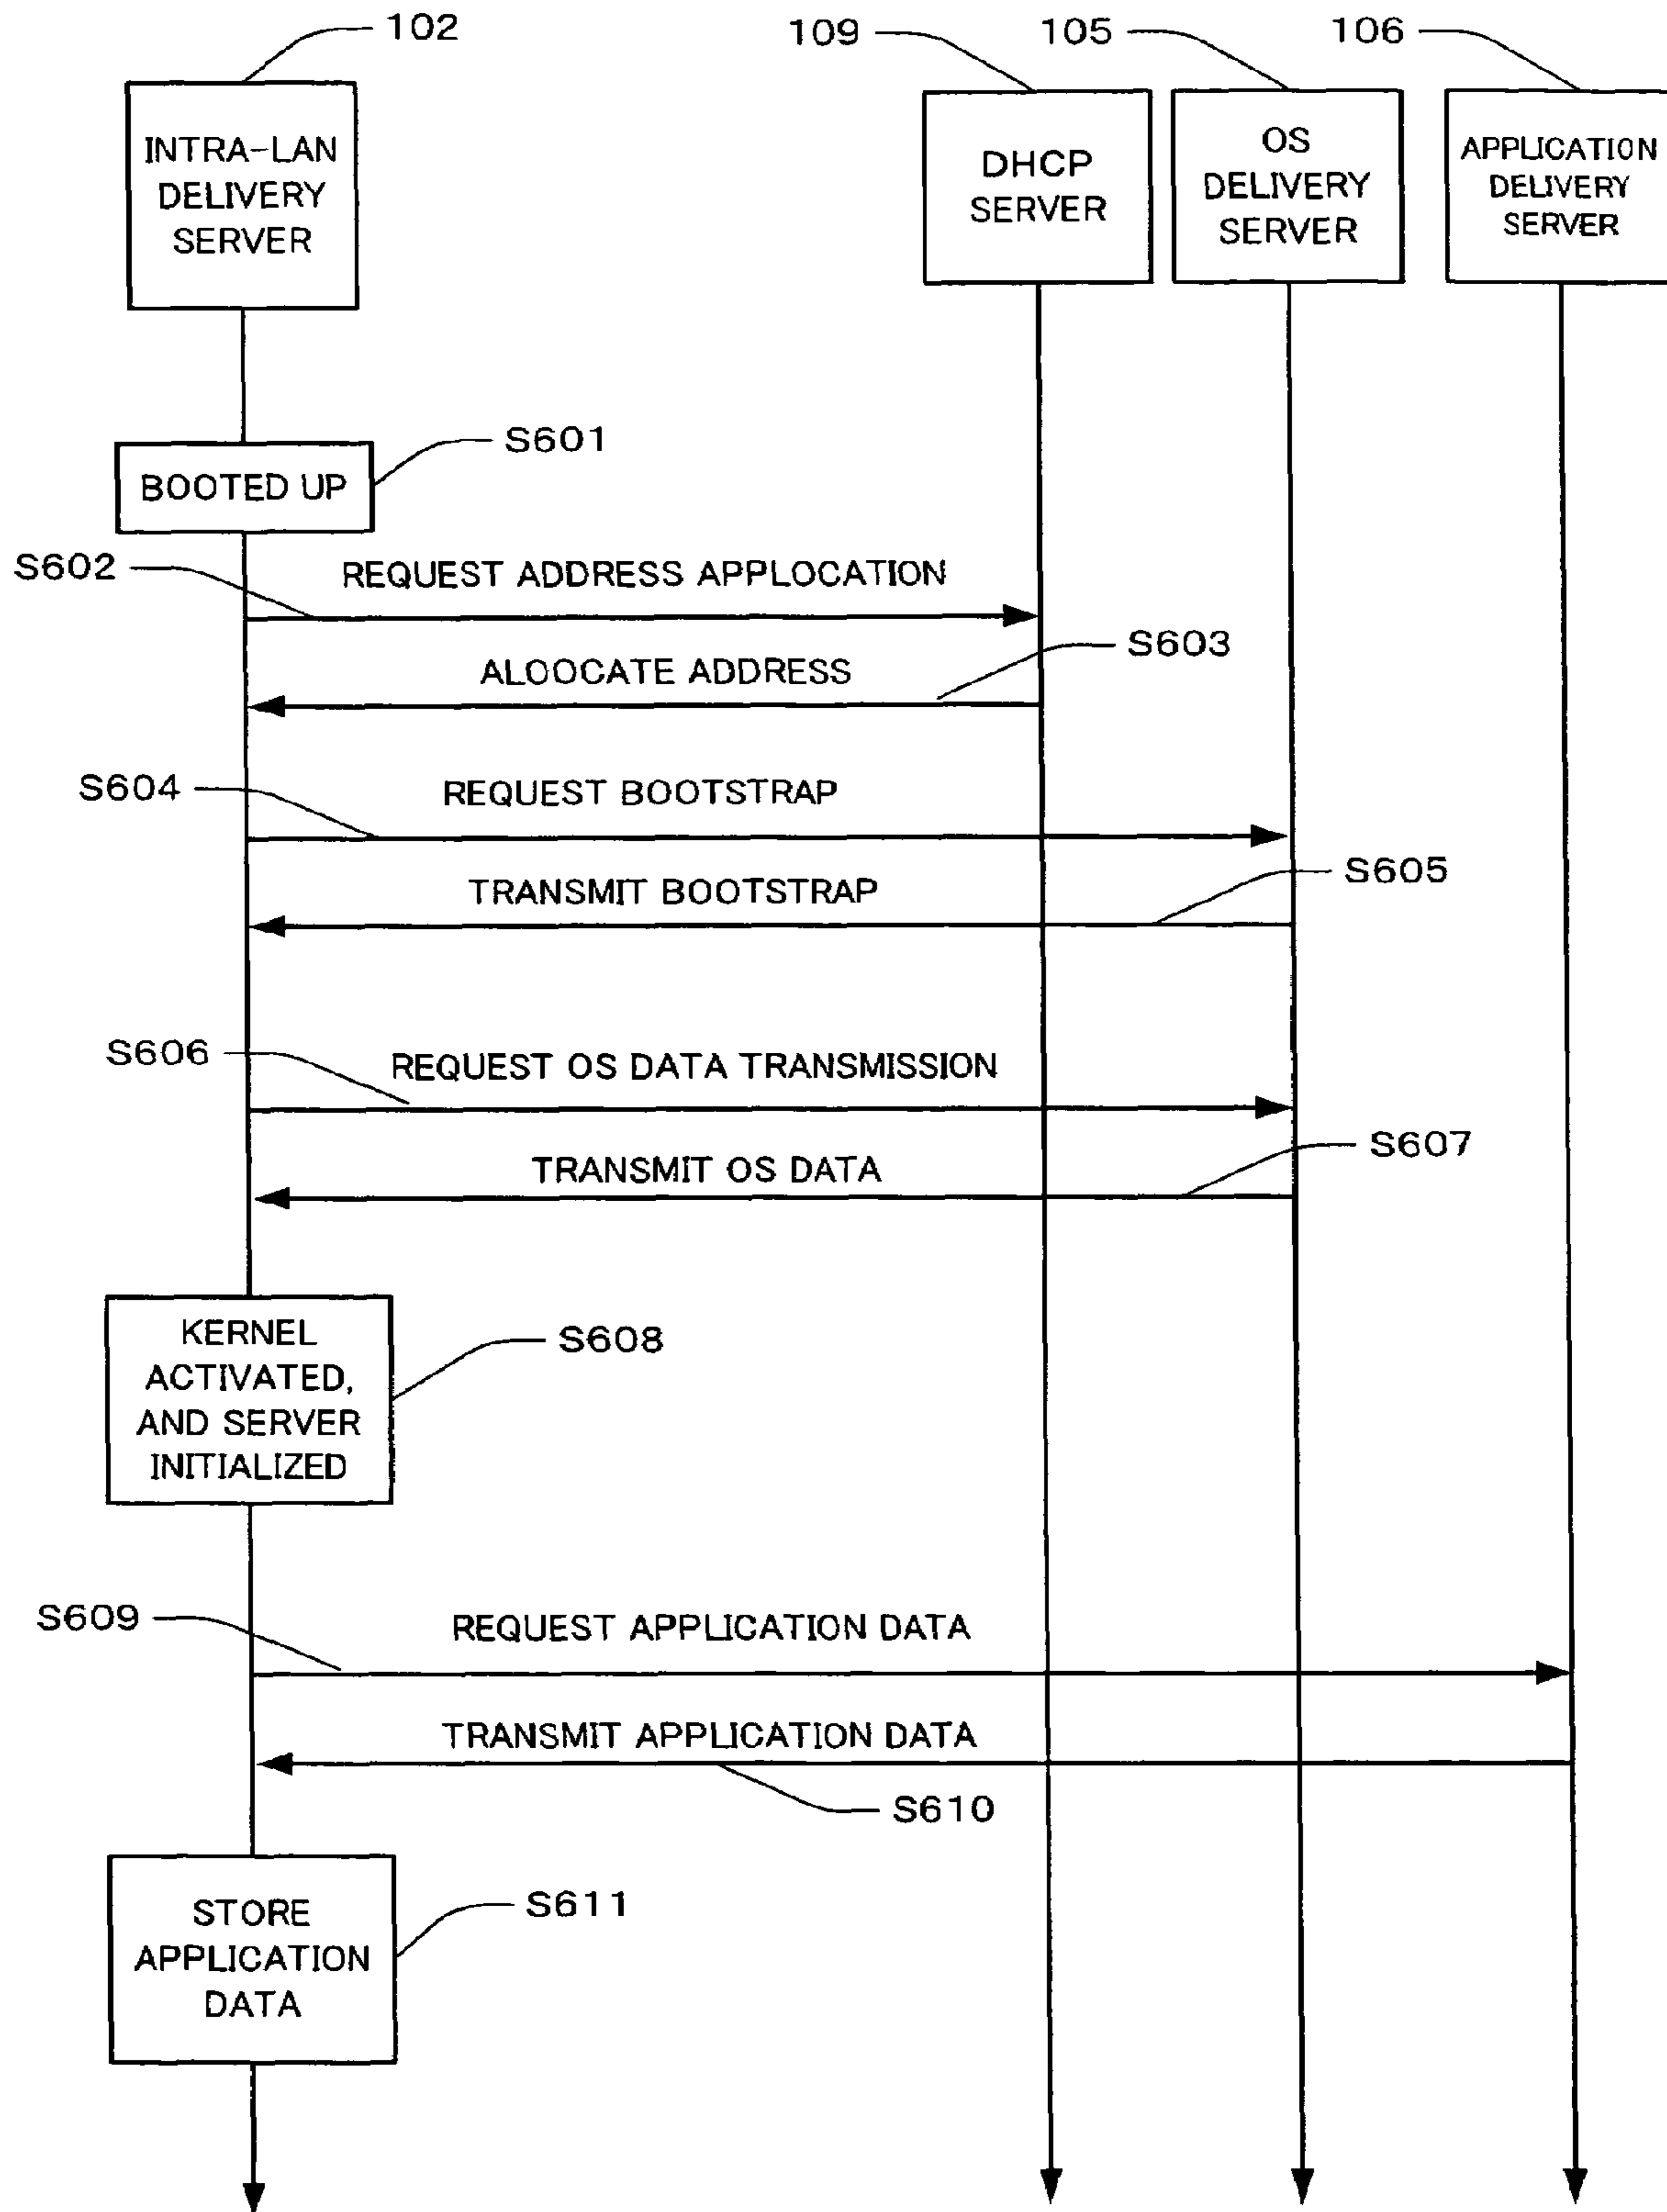 102
109
105
106
INTRA-LAN
DELIVERY
SERVER
DHCP
SERVER
OS
DELIVERY
SERVER
APPLICATION
DELIVERY
SERVER
BOOTED UP
S601
S602
REQUEST ADDRESS APPLOCATION
S603
ALOOCATE ADDRESS
S604
REQUEST BOOTSTRAP
S605
TRANSMIT BOOTSTRAP
S606
REQUEST OS DATA TRANSMISSION
S607
TRANSMIT OS DATA
KERNEL
ACTIVATED,
AND SERVER
INITIALIZED
S608
S609
REQUEST APPLICATION DATA
TRANSMIT APPLICATION DATA
S610
STORE
APPLICATION
DATA
S611